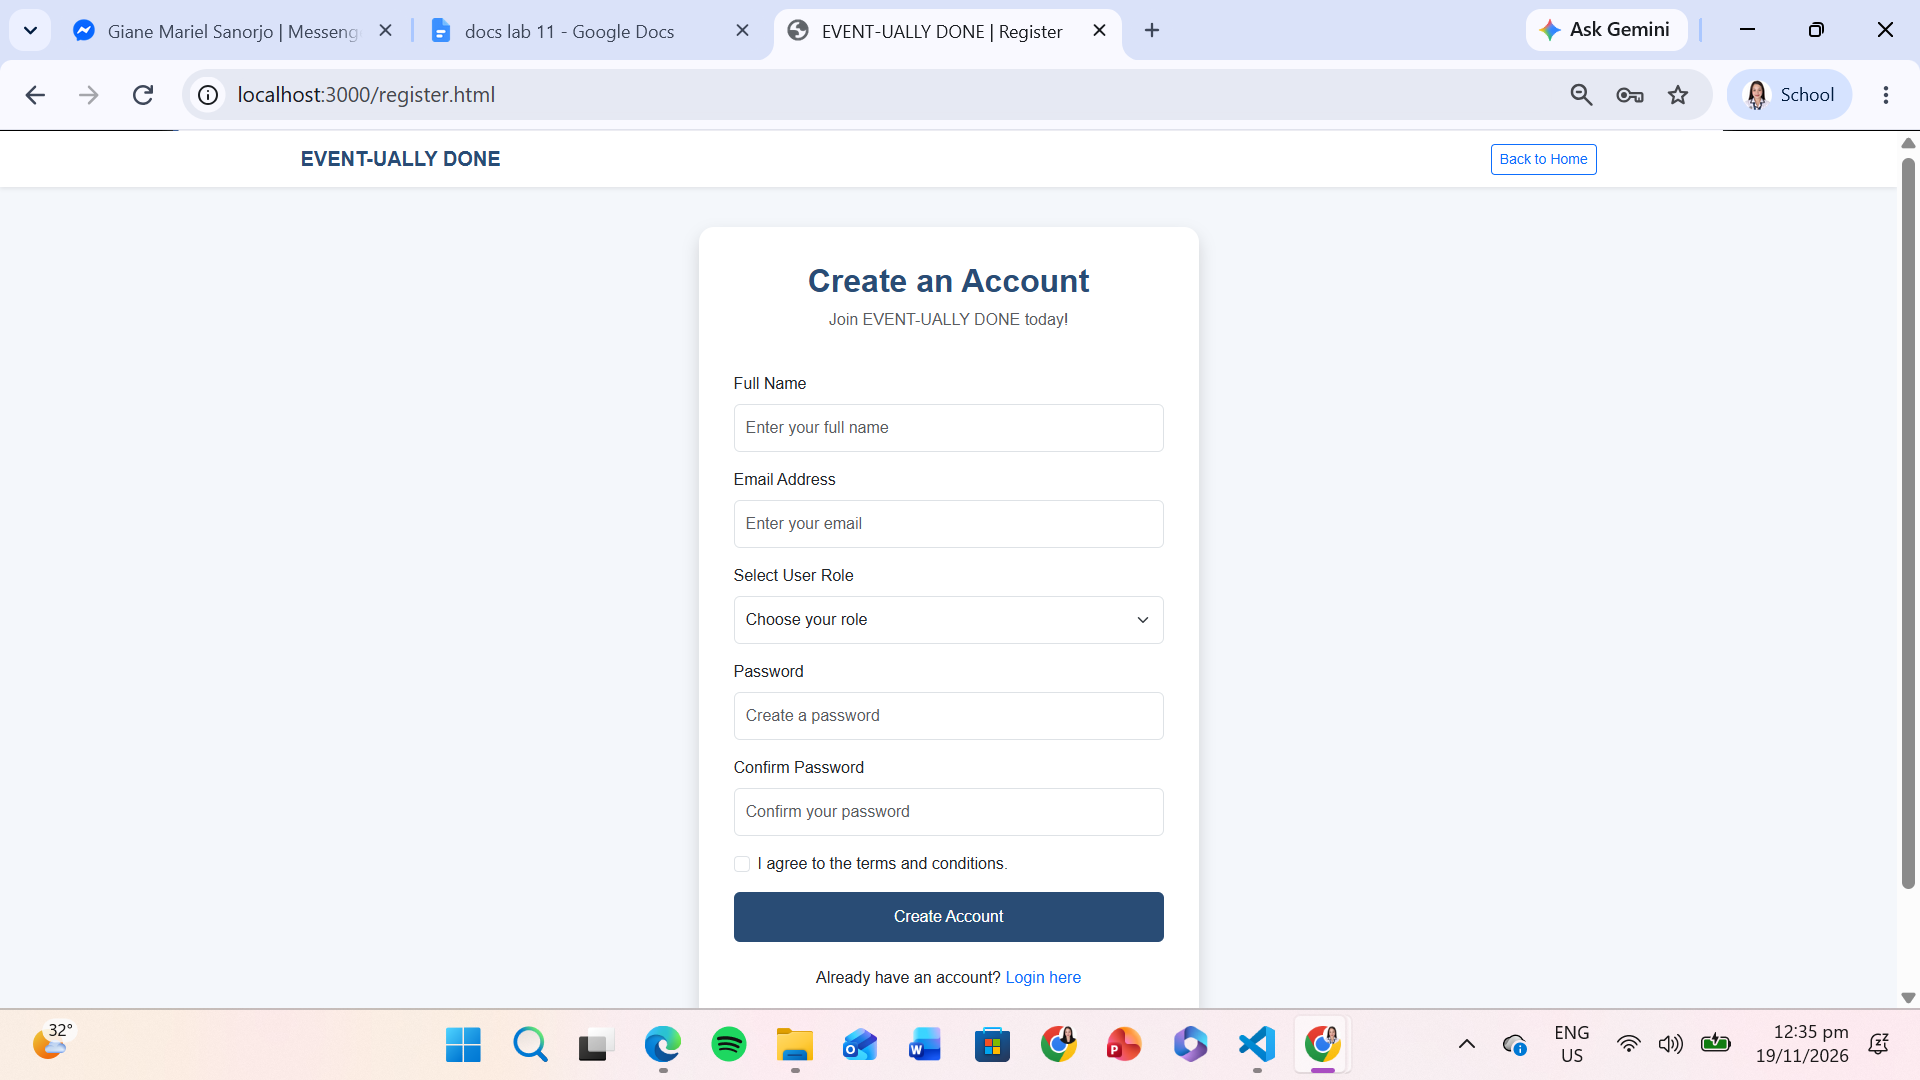 Giane Mariel Sanorjo | Messeng
docs lab 11 - Google Docs
EVENT-UALLY DONE | Register
Ask Gemini
localhost:3000/register.html
School
EVENT-UALLY DONE
Back to Home
Create an Account
Join EVENT-UALLY DONE today!
Full Name
Enter your full name
Email Address
Enter your email
Select User Role
Choose your role
Password
Create a password
Confirm Password
Confirm your password
I agree to the terms and conditions.
Create Account
Already have an account? Login here
32°
ENG
US
12:35 pm
19/11/2026